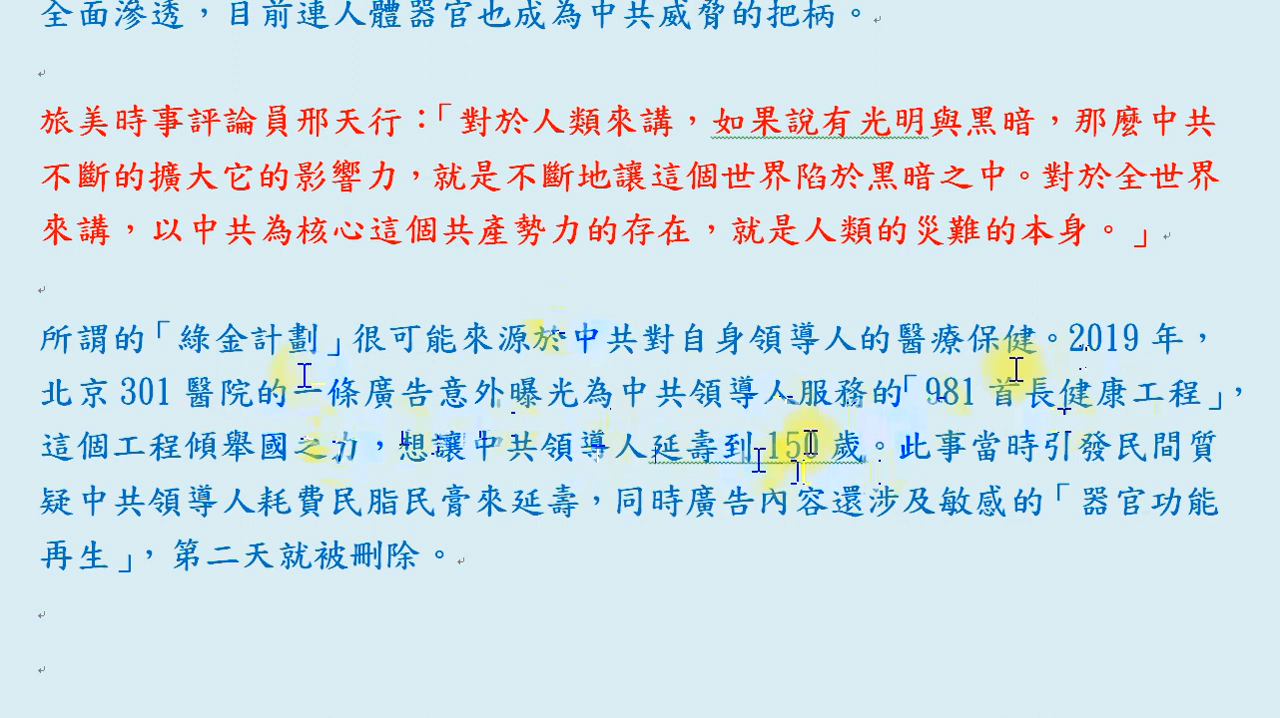 全面滲透，目前連人體器官也成為中共威脅的把柄。
旅美時事評論員邢天行：「對於人類來講，如果說有光明與黑暗，那麼中共
不斷的擴大它的影響力，就是不斷地讓這個世界陷於黑暗之中。對於全世界
來講，以中共為核心這個共產勢力的存在，就是人類的災難的本身。」
所謂的「綠金計劃」很可能來源於中共對自身領導人的醫療保健。2019 年，
北京 301 醫院的一條廣告意外曝光為中共領導人服務的「981 首長健康工程」，
這個工程傾舉國之力，想讓中共領導人延壽到 150 歲。此事當時引發民間質
疑中共領導人耗費民脂民膏來延壽，同時廣告內容還涉及敏感的「器官功能
再生」，第二天就被刪除。